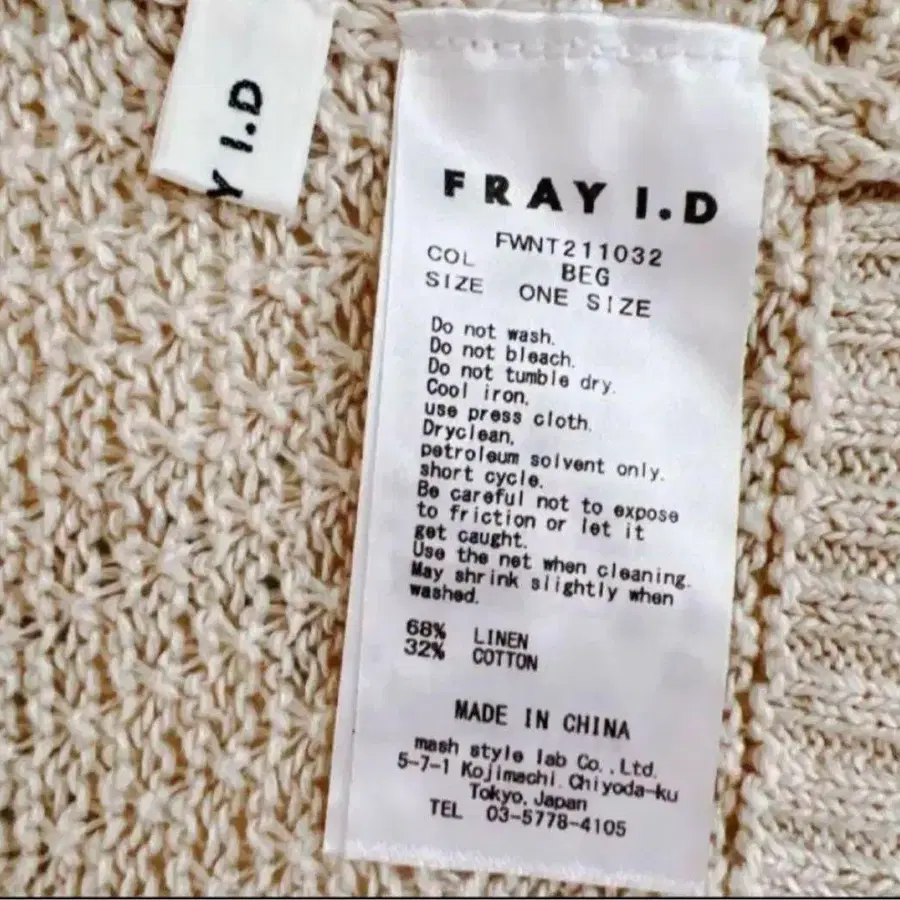 Y I.D
FRAY I.D
FWNT211032
COL BEG
SIZE ONE SIZE
Do not wash.
Do not bleach.
Do not tumble dry.
Cool iron.
use press cloth.
Dryclean.
petroleum solvent only.
short cycle.
Be careful not to expose
to friction or let it
get caught.
Use the net when cleaning.
May shrink slightly when
washed.
68% LINEN
32% COTTON
MADE IN CHINA
mash style lab Co.,Ltd.
5-7-1 Kojimachi.Chiyoda-ku
Tokyo,Japan
TEL 03-5778-4105